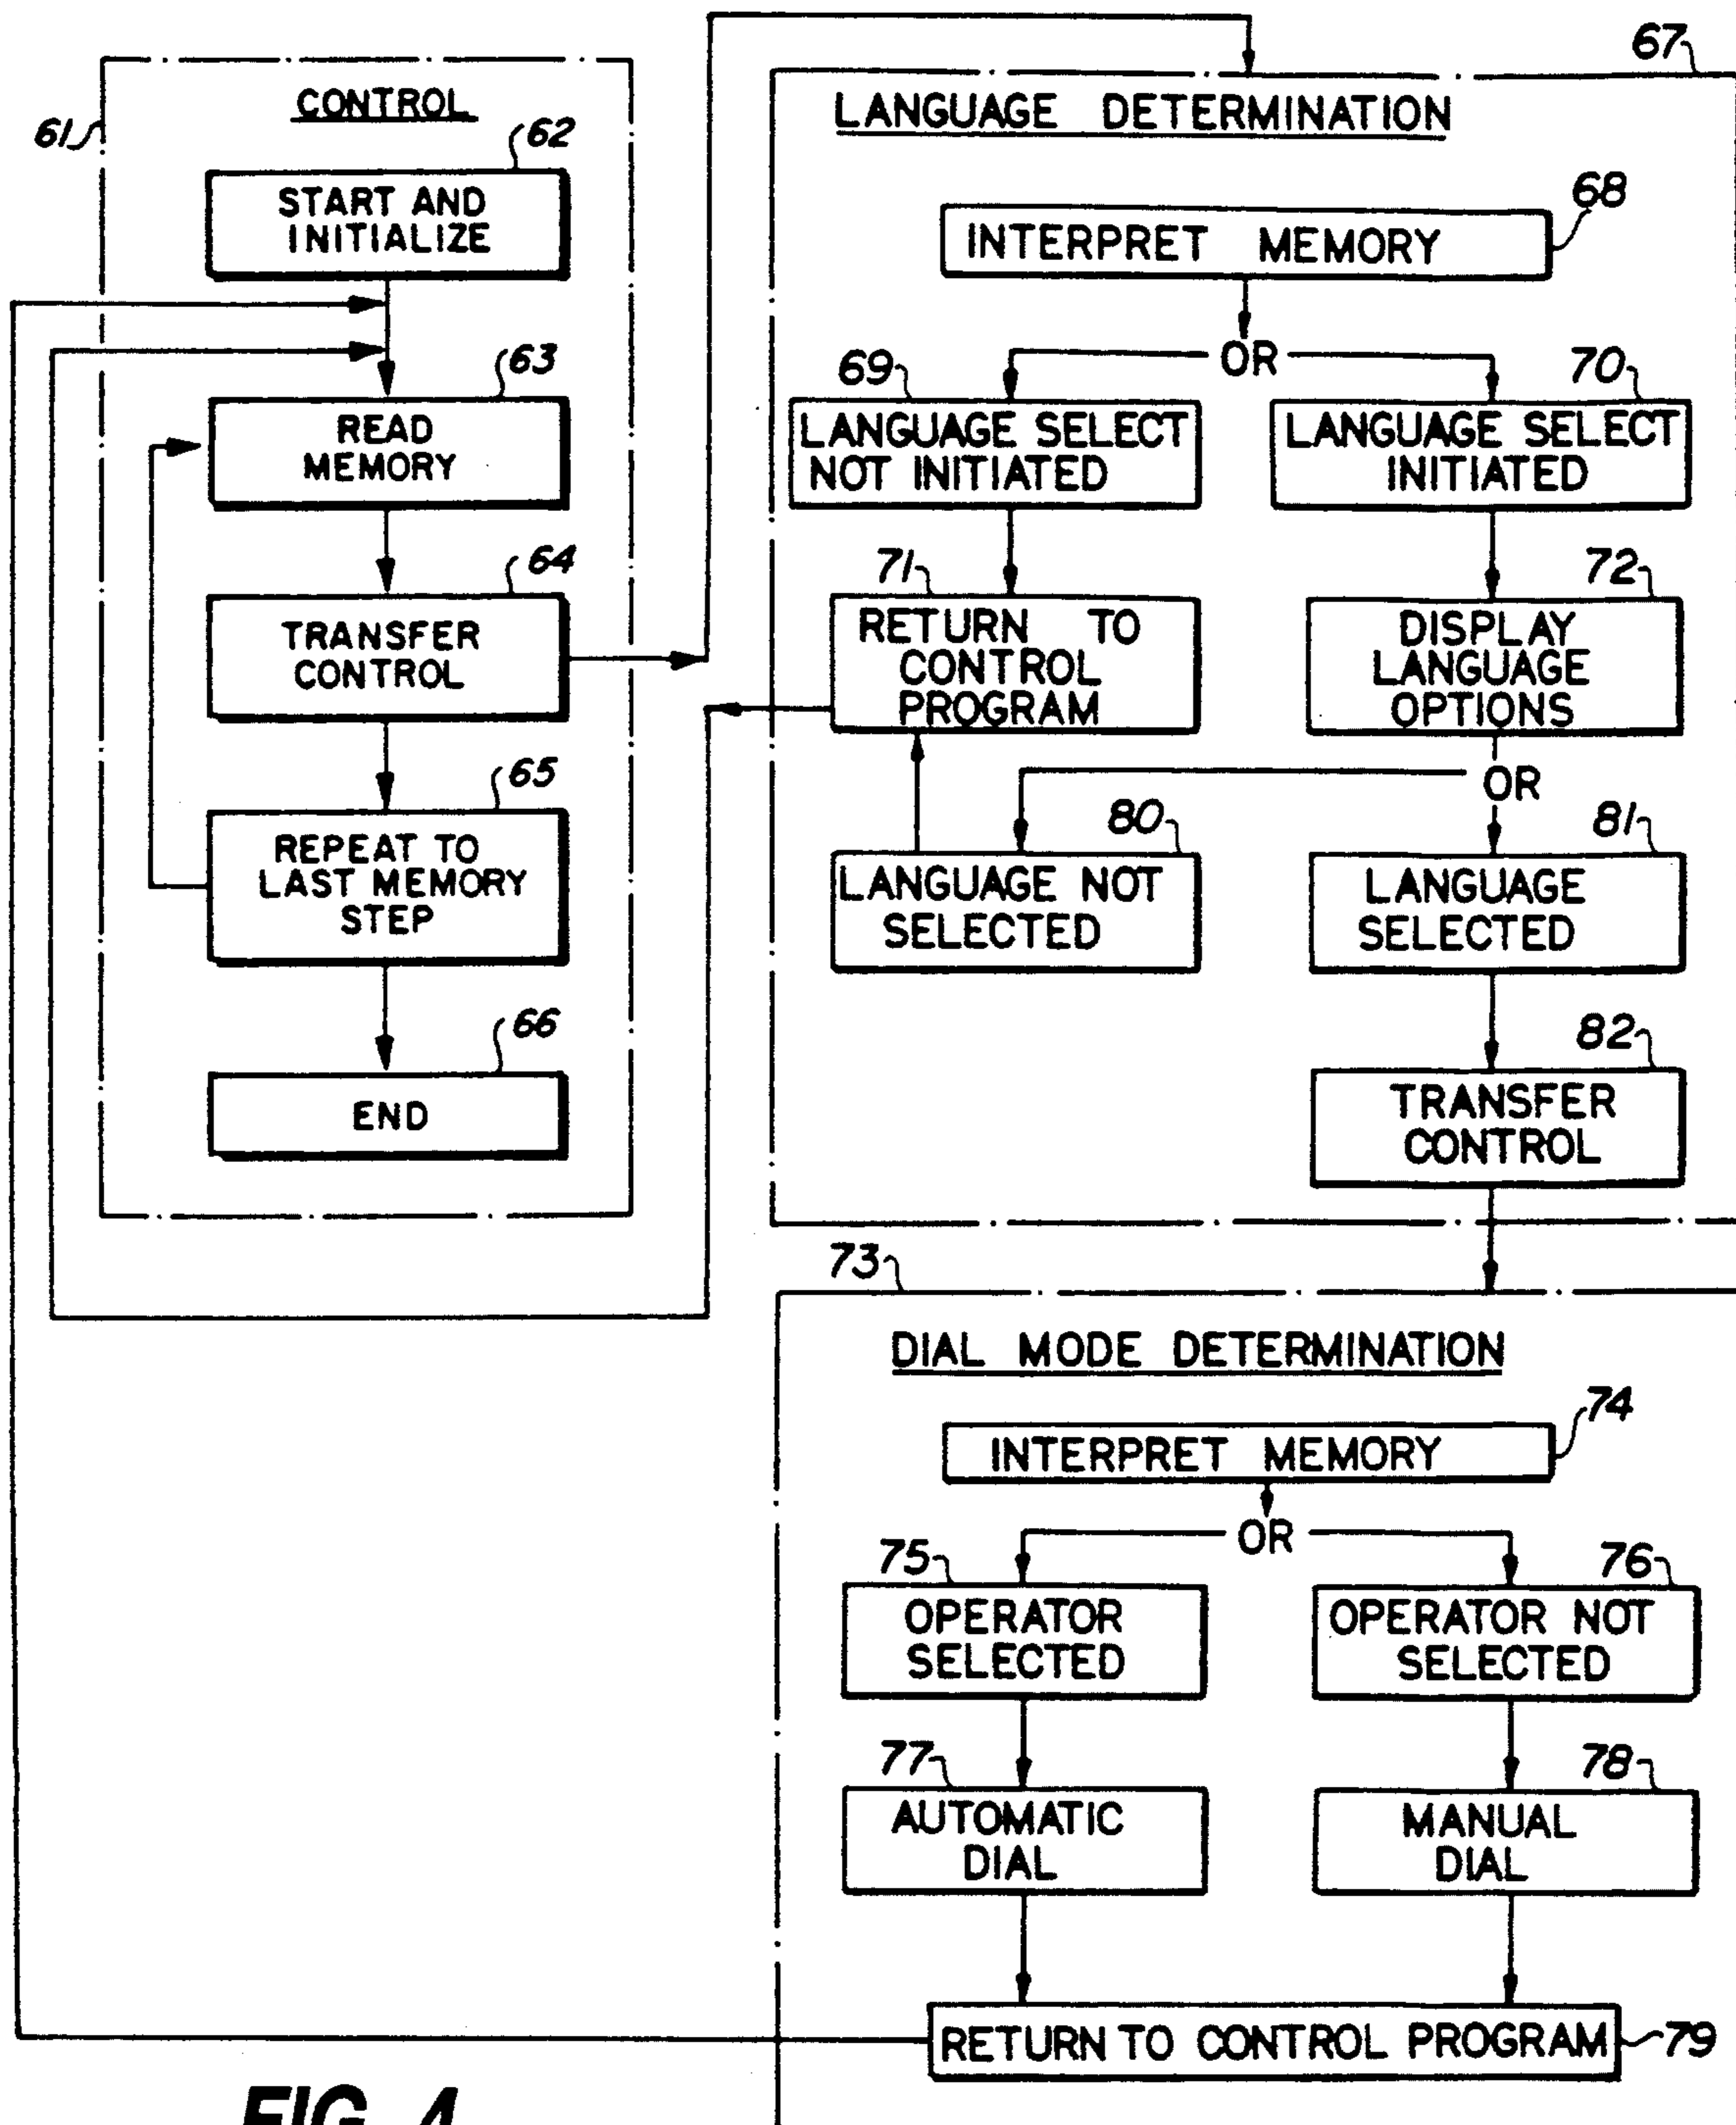 CONTROL
61
62
START AND
INITIALIZE
63
READ
MEMORY
64
TRANSFER
CONTROL
65
REPEAT TO
LAST MEMORY
STEP
66
END
67
LANGUAGE DETERMINATION
68
INTERPRET MEMORY
OR
69
LANGUAGE SELECT
NOT INITIATED
70
LANGUAGE SELECT
INITIATED
71
RETURN TO
CONTROL
PROGRAM
72
DISPLAY
LANGUAGE
OPTIONS
OR
80
LANGUAGE NOT
SELECTED
81
LANGUAGE
SELECTED
82
TRANSFER
CONTROL
73
DIAL MODE DETERMINATION
74
INTERPRET MEMORY
OR
75
OPERATOR
SELECTED
76
OPERATOR NOT
SELECTED
77
AUTOMATIC
DIAL
78
MANUAL
DIAL
RETURN TO CONTROL PROGRAM
79
FIG. 4